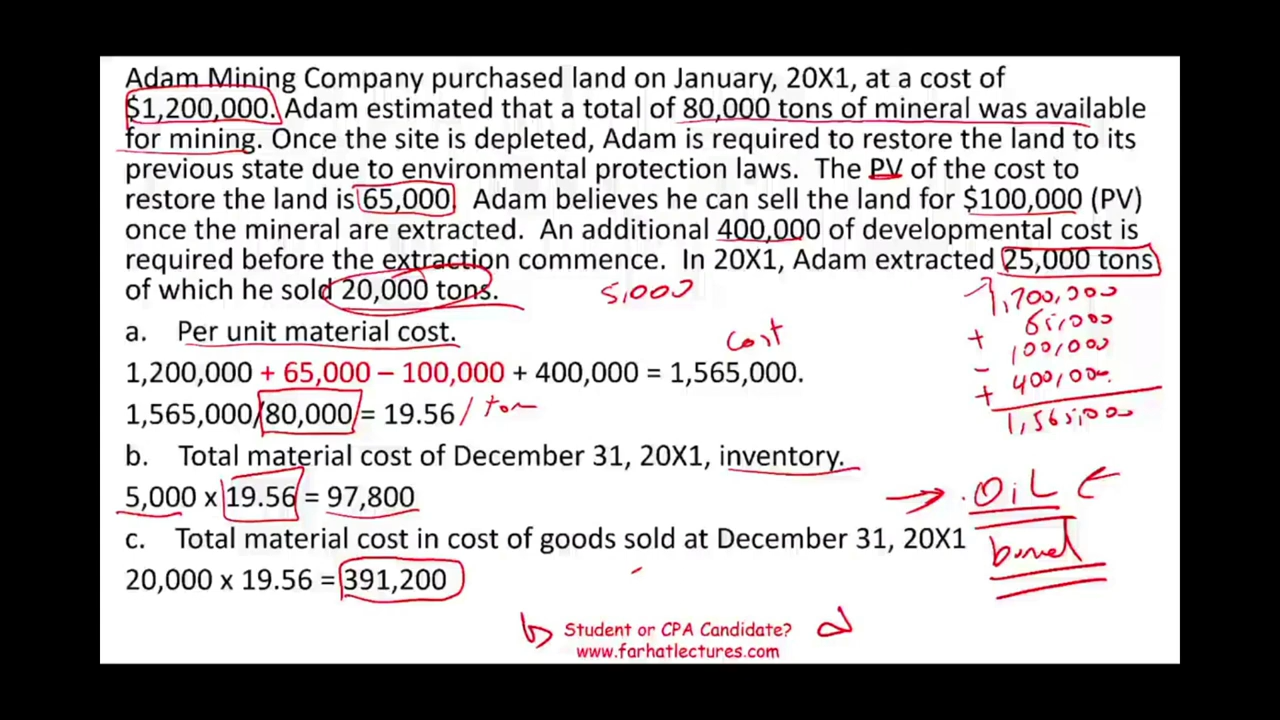 Adam Mining Company purchased land on January, 20X1, at a cost of
$1,200,000. Adam estimated that a total of 80,000 tons of mineral was available
for mining. Once the site is depleted, Adam is required to restore the land to its
previous state due to environmental protection laws. The PV of the cost to
restore the land is 65,000. Adam believes he can sell the land for $100,000 (PV)
once the mineral are extracted. An additional 400,000 of developmental cost is
required before the extraction commence. In 20X1, Adam extracted 25,000 tons
of which he sold 20,000 tons.
5,000
a. Per unit material cost.
cost
1,200,000 + 65,000 – 100,000 + 400,000 = 1,565,000.
1,565,000/80,000 = 19.56 / ton
+ 65,000
- 100,000
+ 400,000
1,565,000
b. Total material cost of December 31, 20X1, inventory.
5,000 x 19.56 = 97,800
OiL
c. Total material cost in cost of goods sold at December 31, 20X1
barrel
20,000 x 19.56 = 391,200
Student or CPA Candidate?
www.farhatlectures.com